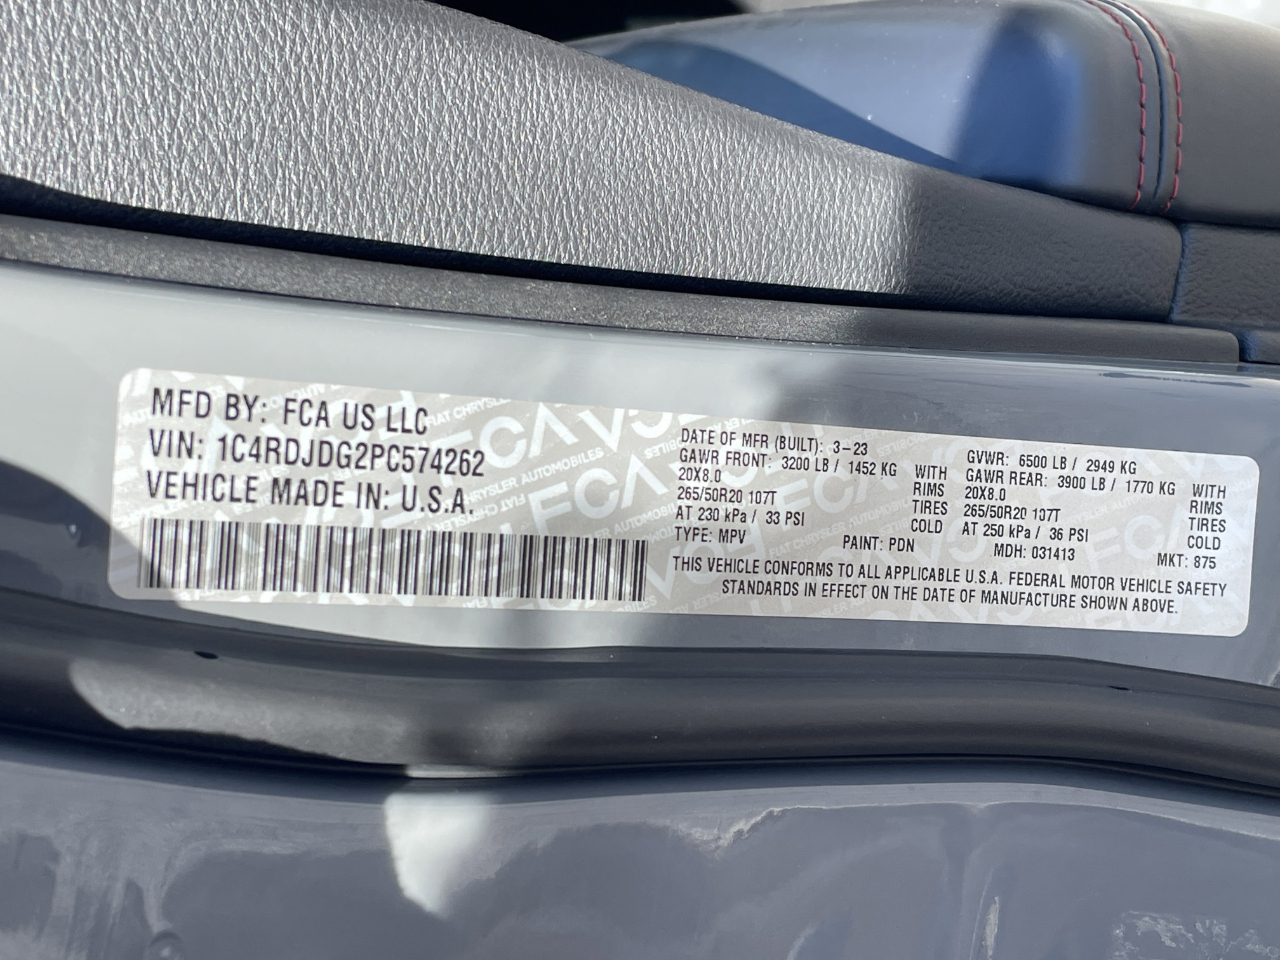 MFD BY: FCA US LLC
VIN: 1C4RDJDG2PC574262
VEHICLE MADE IN: U.S.A.
DATE OF MFR (BUILT): 3-23
GAWR FRONT: 3200 LB / 1452 KG WITH
20X8.0 RIMS
265/50R20 107T TIRES
AT 230 kPa / 33 PSI COLD
TYPE: MPV PAINT: PDN
GVWR: 6500 LB / 2949 KG
GAWR REAR: 3900 LB / 1770 KG WITH
20X8.0 RIMS
265/50R20 107T TIRES
AT 250 kPa / 36 PSI COLD
MDH: 031413 MKT: 875
THIS VEHICLE CONFORMS TO ALL APPLICABLE U.S.A. FEDERAL MOTOR VEHICLE SAFETY
STANDARDS IN EFFECT ON THE DATE OF MANUFACTURE SHOWN ABOVE.